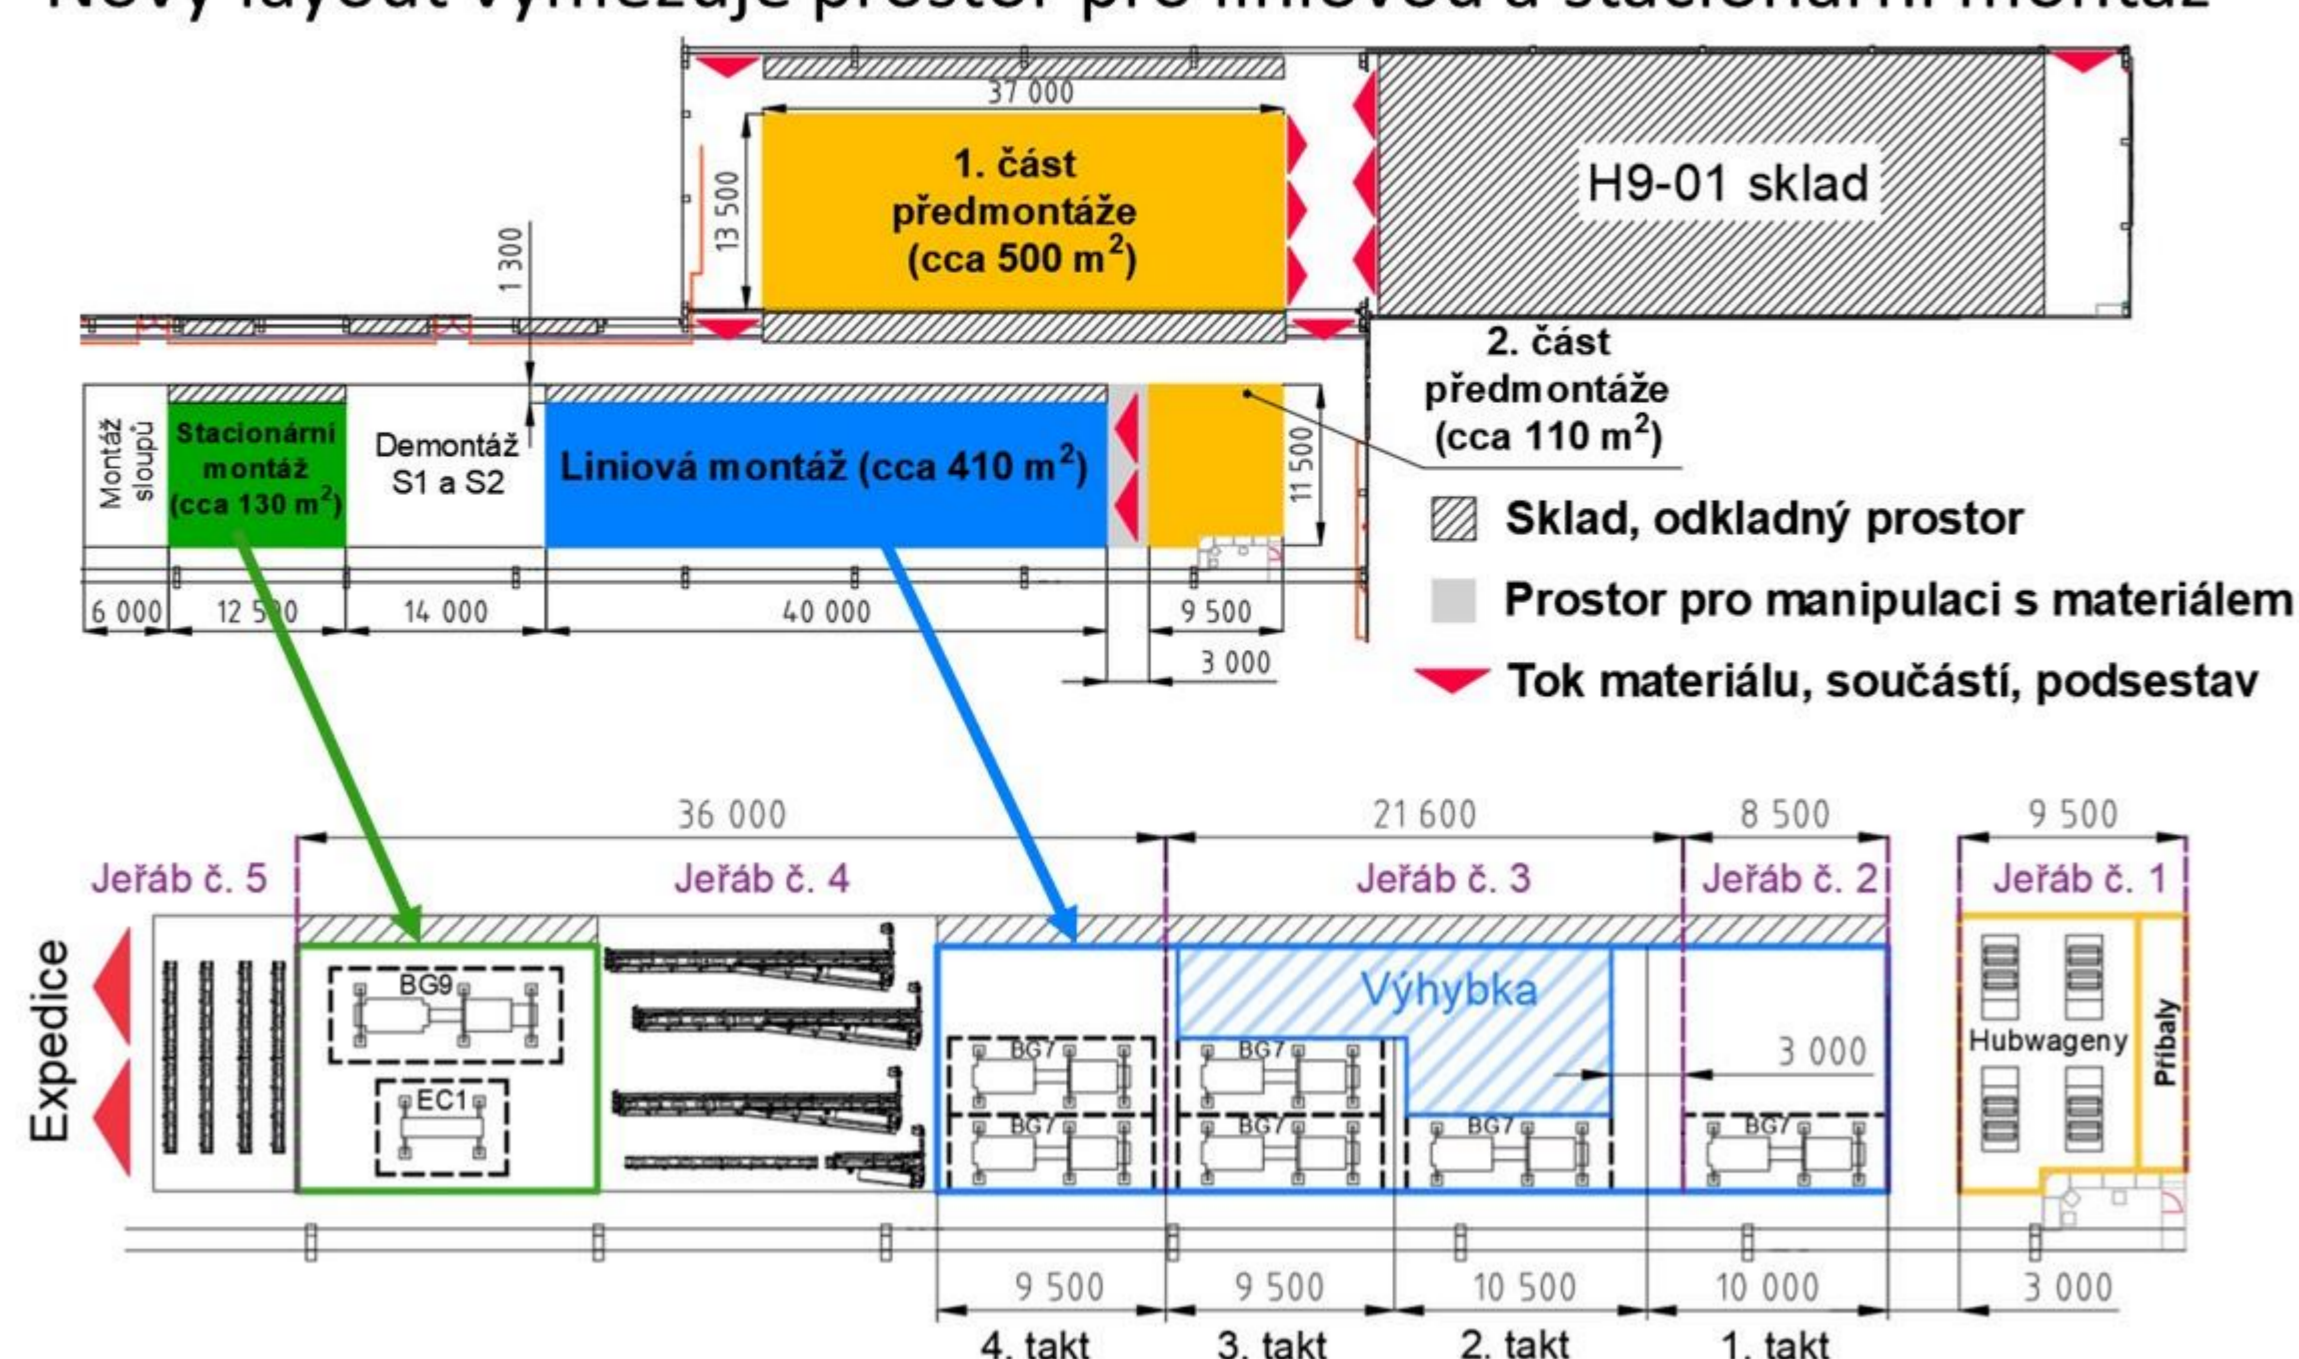 Nový layout vymezuje prostor pro liniovou a stacionární montáž
37 000
1. část
předmontáže
(cca 500 m²)
13 500
H9-01 sklad
1 300
2. část
předmontáže
(cca 110 m²)
Montáž
sloupů
Stacionární
montáž
(cca 130 m²)
Demontáž
S1 a S2
Liniová montáž (cca 410 m²)
11 500
Sklad, odkladný prostor
Prostor pro manipulaci s materiálem
Tok materiálu, součástí, podsestav
6 000
12 500
14 000
40 000
9 500
3 000
36 000
21 600
8 500
9 500
Jeřáb č. 5
Jeřáb č. 4
Jeřáb č. 3
Jeřáb č. 2
Jeřáb č. 1
Expedice
BG9
EC1
Výhybka
3 000
BG7
BG7
BG7
BG7
BG7
BG7
Hubwageny
Příbaly
9 500
9 500
10 500
10 000
3 000
4. takt
3. takt
2. takt
1. takt